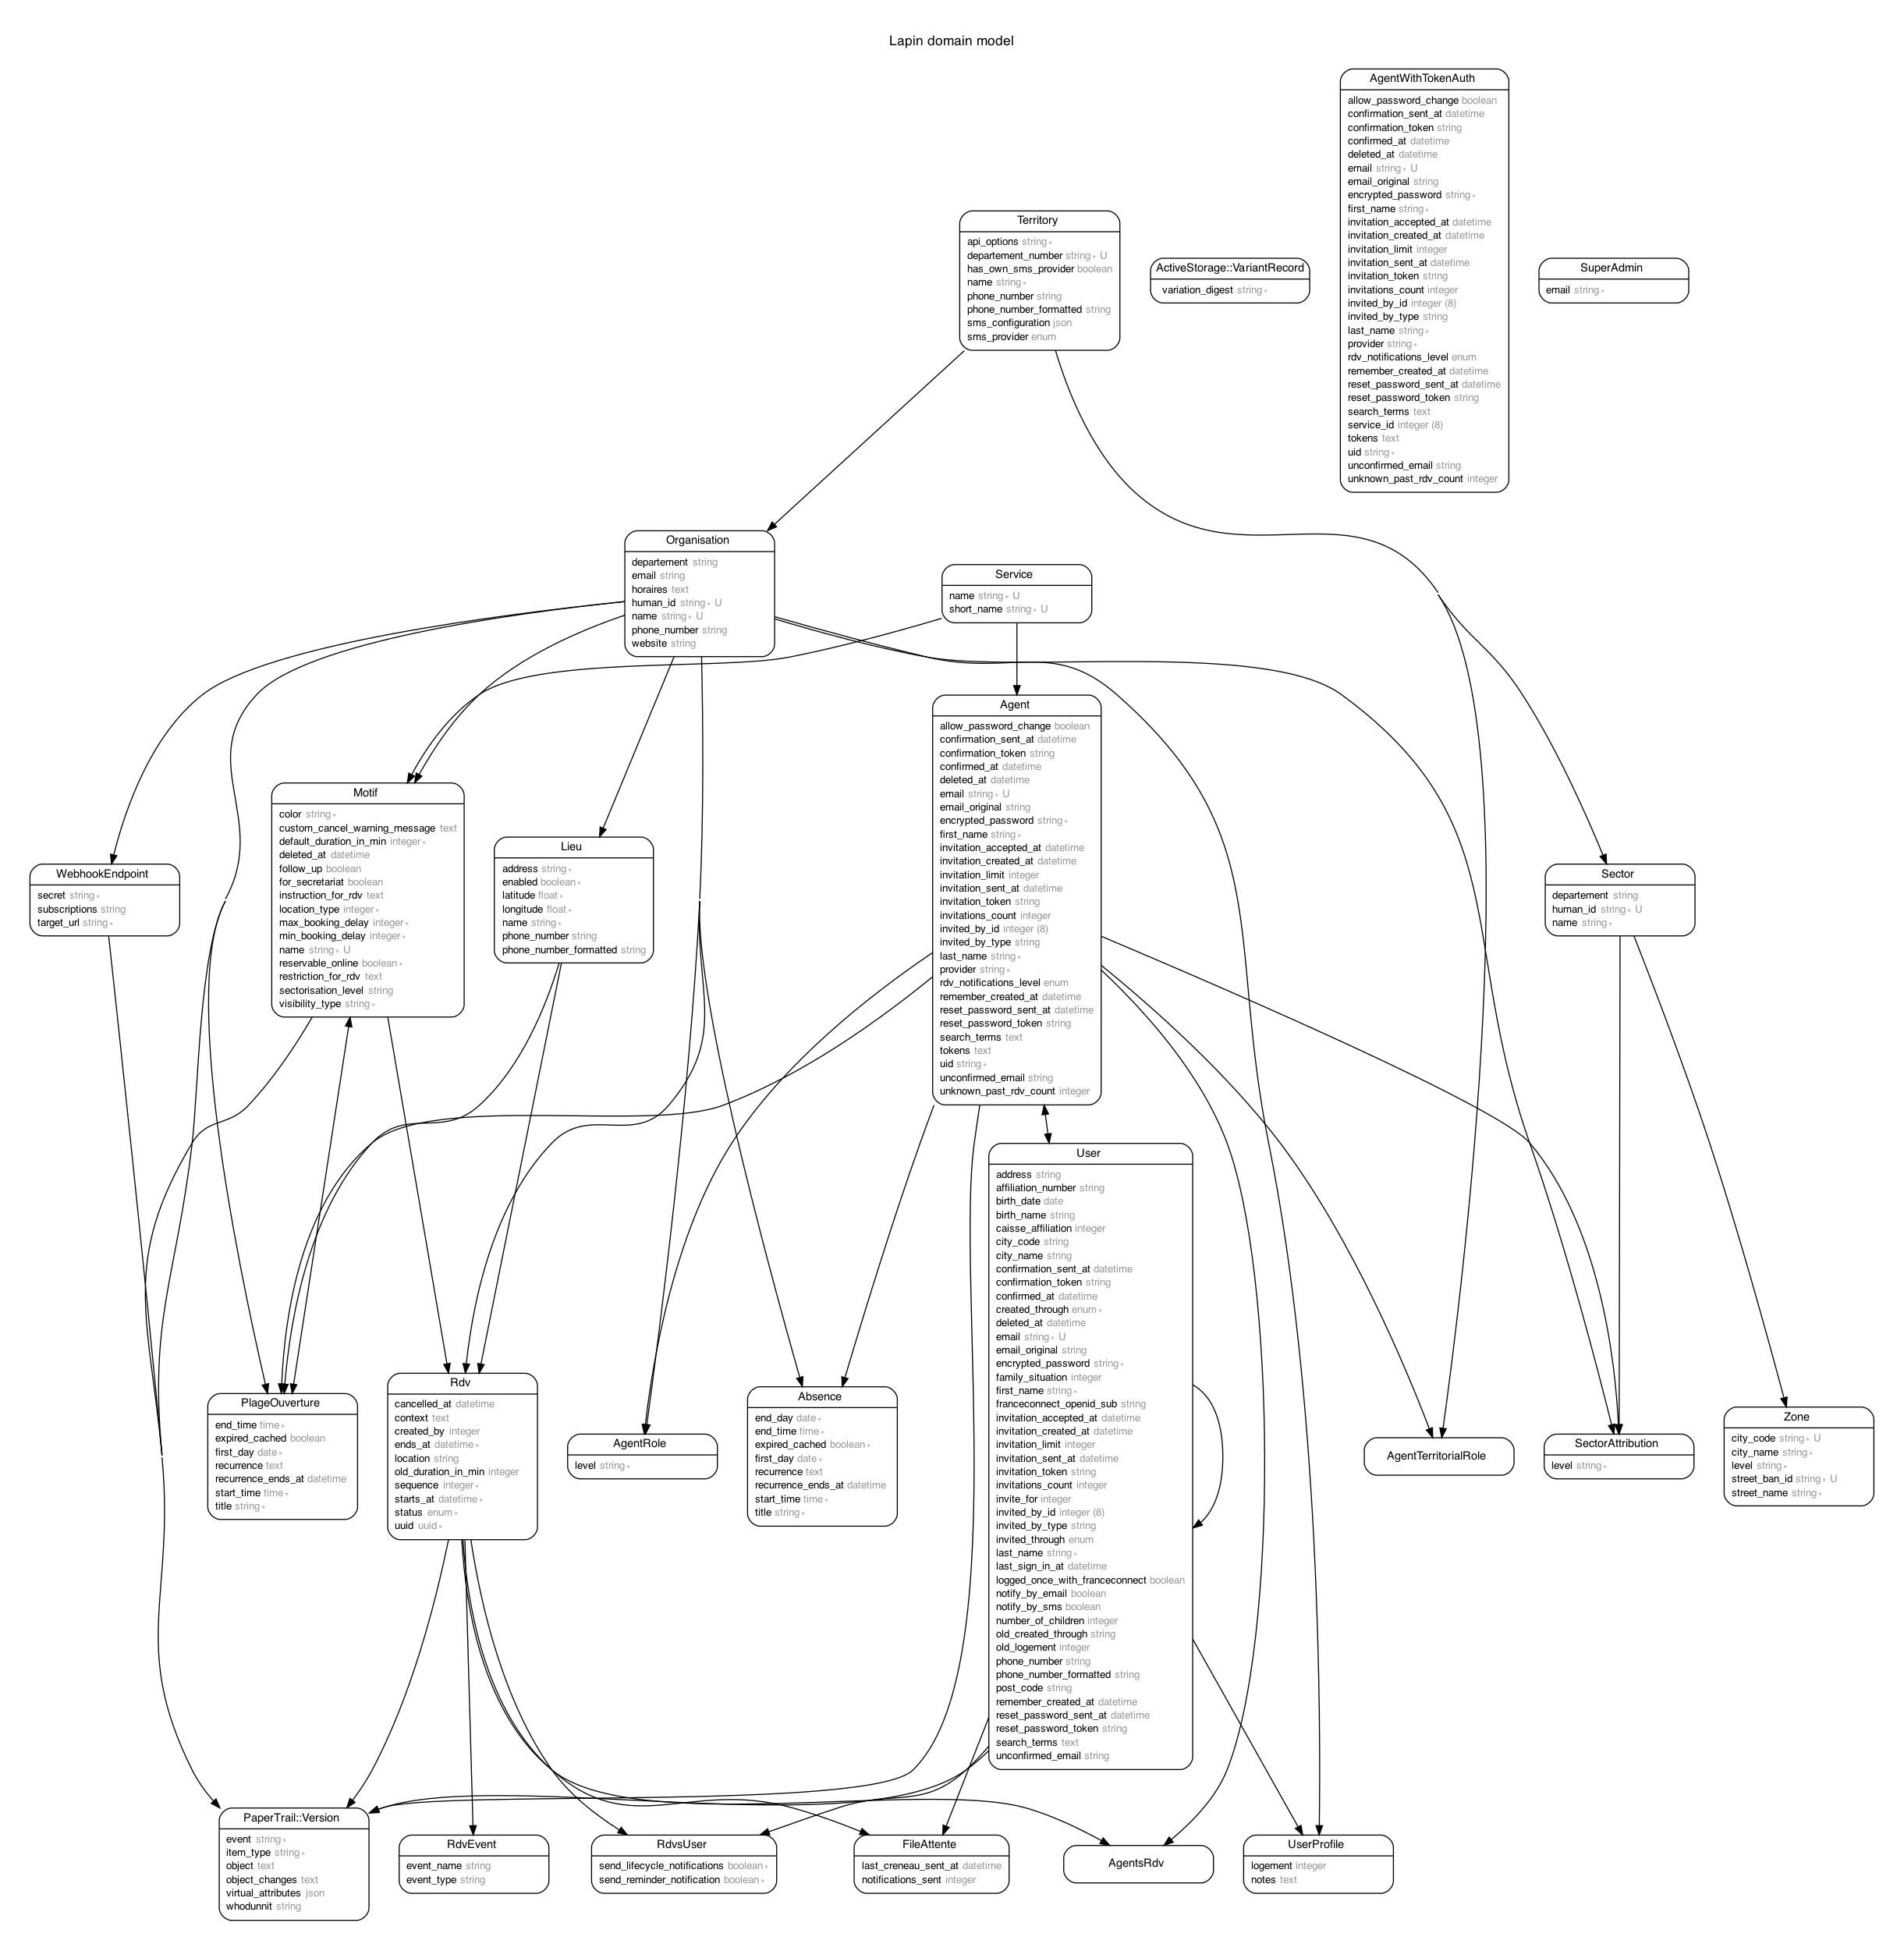 Lapin domain model
AgentWithTokenAuth
allow_password_change boolean
confirmation_sent_at datetime
confirmation_token string
confirmed_at datetime
deleted_at datetime
email string ∗ U
email_original string
encrypted_password string ∗
first_name string ∗
invitation_accepted_at datetime
invitation_created_at datetime
invitation_limit integer
invitation_sent_at datetime
invitation_token string
invitations_count integer
invited_by_id integer (8)
invited_by_type string
last_name string ∗
provider string ∗
rdv_notifications_level enum
remember_created_at datetime
reset_password_sent_at datetime
reset_password_token string
search_terms text
service_id integer (8)
tokens text
uid string ∗
unconfirmed_email string
unknown_past_rdv_count integer
Territory
api_options string ∗
departement_number string ∗ U
has_own_sms_provider boolean
name string ∗
phone_number string
phone_number_formatted string
sms_configuration json
sms_provider enum
ActiveStorage::VariantRecord
variation_digest string ∗
SuperAdmin
email string ∗
Organisation
departement string
email string
horaires text
human_id string ∗ U
name string ∗ U
phone_number string
website string
Service
name string ∗ U
short_name string ∗ U
Agent
allow_password_change boolean
confirmation_sent_at datetime
confirmation_token string
confirmed_at datetime
deleted_at datetime
email string ∗ U
email_original string
encrypted_password string ∗
first_name string ∗
invitation_accepted_at datetime
invitation_created_at datetime
invitation_limit integer
invitation_sent_at datetime
invitation_token string
invitations_count integer
invited_by_id integer (8)
invited_by_type string
last_name string ∗
provider string ∗
rdv_notifications_level enum
remember_created_at datetime
reset_password_sent_at datetime
reset_password_token string
search_terms text
tokens text
uid string ∗
unconfirmed_email string
unknown_past_rdv_count integer
Motif
color string ∗
custom_cancel_warning_message text
default_duration_in_min integer ∗
deleted_at datetime
follow_up boolean
for_secretariat boolean
instruction_for_rdv text
location_type integer ∗
max_booking_delay integer ∗
min_booking_delay integer ∗
name string ∗ U
reservable_online boolean ∗
restriction_for_rdv text
sectorisation_level string
visibility_type string ∗
Lieu
address string ∗
enabled boolean ∗
latitude float ∗
longitude float ∗
name string ∗
phone_number string
phone_number_formatted string
WebhookEndpoint
secret string ∗
subscriptions string
target_url string ∗
Sector
departement string
human_id string ∗ U
name string ∗
User
address string
affiliation_number string
birth_date date
birth_name string
caisse_affiliation integer
city_code string
city_name string
confirmation_sent_at datetime
confirmation_token string
confirmed_at datetime
created_through enum ∗
deleted_at datetime
email string ∗ U
email_original string
encrypted_password string ∗
family_situation integer
first_name string ∗
franceconnect_openid_sub string
invitation_accepted_at datetime
invitation_created_at datetime
invitation_limit integer
invitation_sent_at datetime
invitation_token string
invitations_count integer
invite_for integer
invited_by_id integer (8)
invited_by_type string
invited_through enum
last_name string ∗
last_sign_in_at datetime
logged_once_with_franceconnect boolean
notify_by_email boolean
notify_by_sms boolean
number_of_children integer
old_created_through string
old_logement integer
phone_number string
phone_number_formatted string
post_code string
remember_created_at datetime
reset_password_sent_at datetime
reset_password_token string
search_terms text
unconfirmed_email string
PlageOuverture
end_time time ∗
expired_cached boolean
first_day date ∗
recurrence text
recurrence_ends_at datetime
start_time time ∗
title string ∗
Rdv
cancelled_at datetime
context text
created_by integer
ends_at datetime ∗
location string
old_duration_in_min integer
sequence integer ∗
starts_at datetime ∗
status enum ∗
uuid uuid ∗
AgentRole
level string ∗
Absence
end_day date ∗
end_time time ∗
expired_cached boolean ∗
first_day date ∗
recurrence text
recurrence_ends_at datetime
start_time time ∗
title string ∗
AgentTerritorialRole
SectorAttribution
level string ∗
Zone
city_code string ∗ U
city_name string ∗
level string ∗
street_ban_id string ∗ U
street_name string ∗
PaperTrail::Version
event string ∗
item_type string ∗
object text
object_changes text
virtual_attributes json
whodunnit string
RdvEvent
event_name string
event_type string
RdvsUser
send_lifecycle_notifications boolean ∗
send_reminder_notification boolean ∗
FileAttente
last_creneau_sent_at datetime
notifications_sent integer
AgentsRdv
UserProfile
logement integer
notes text